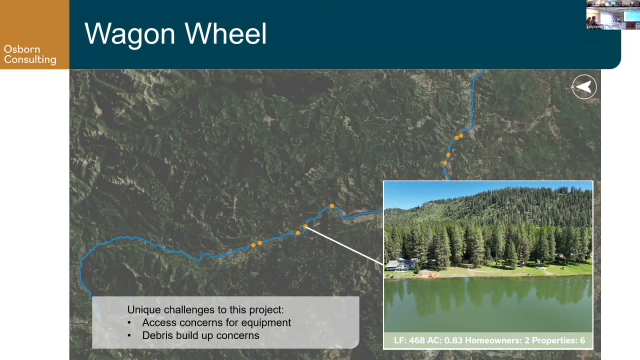 Osborn
Consulting
Wagon Wheel
Unique challenges to this project:
• Access concerns for equipment
• Debris build up concerns
LF: 468 AC: 0.83 Homeowners: 2 Properties: 6